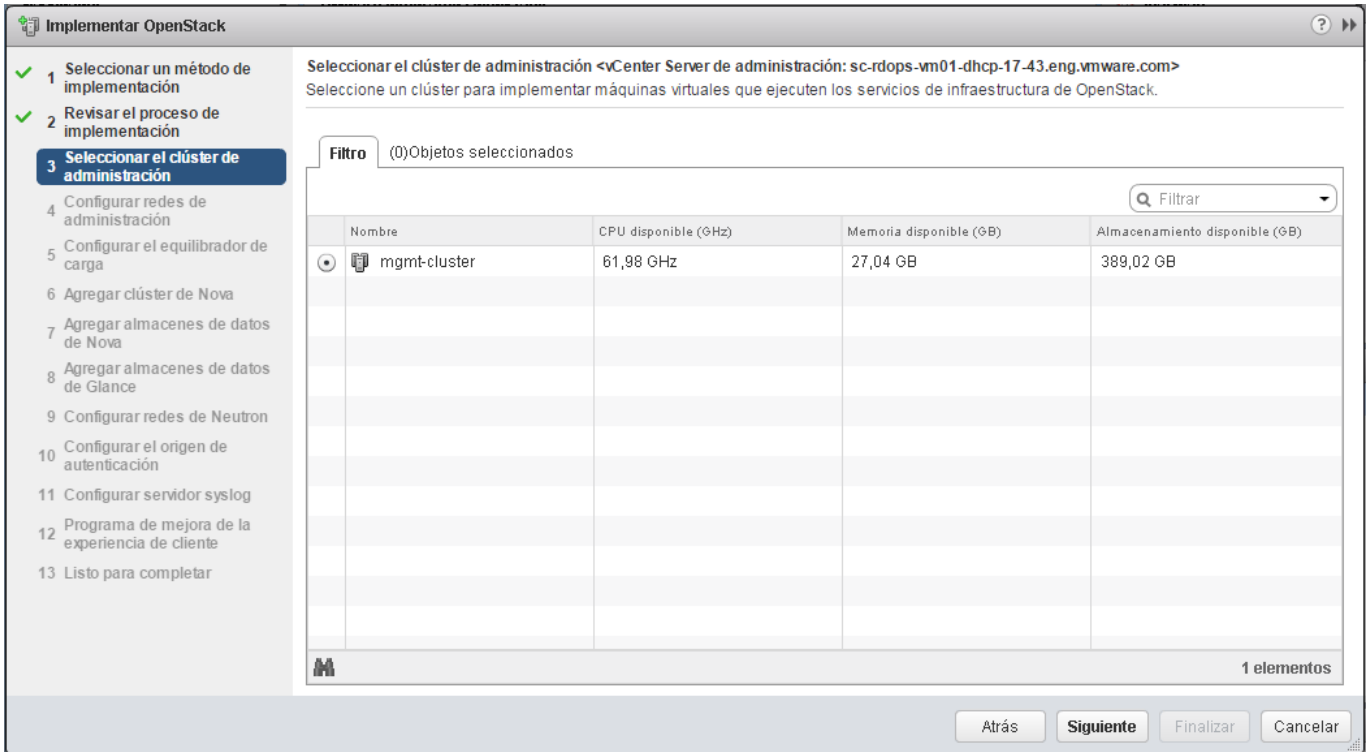 Implementar OpenStack
1 Seleccionar un método de
implementación
2 Revisar el proceso de
implementación
3 Seleccionar el clúster de
administración
4 Configurar redes de
administración
5 Configurar el equilibrador de
carga
6 Agregar clúster de Nova
7 Agregar almacenes de datos
de Nova
8 Agregar almacenes de datos
de Glance
9 Configurar redes de Neutron
10 Configurar el origen de
autenticación
11 Configurar servidor syslog
12 Programa de mejora de la
experiencia de cliente
13 Listo para completar
Seleccionar el clúster de administración <vCenter Server de administración: sc-rdops-vm01-dhcp-17-43.eng.vmware.com>
Seleccione un clúster para implementar máquinas virtuales que ejecuten los servicios de infraestructura de OpenStack.
Filtro (0)Objetos seleccionados
Filtrar
Nombre CPU disponible (GHz) Memoria disponible (GB) Almacenamiento disponible (GB)
mgmt-cluster 61,98 GHz 27,04 GB 389,02 GB
1 elementos
Atrás Siguiente Finalizar Cancelar